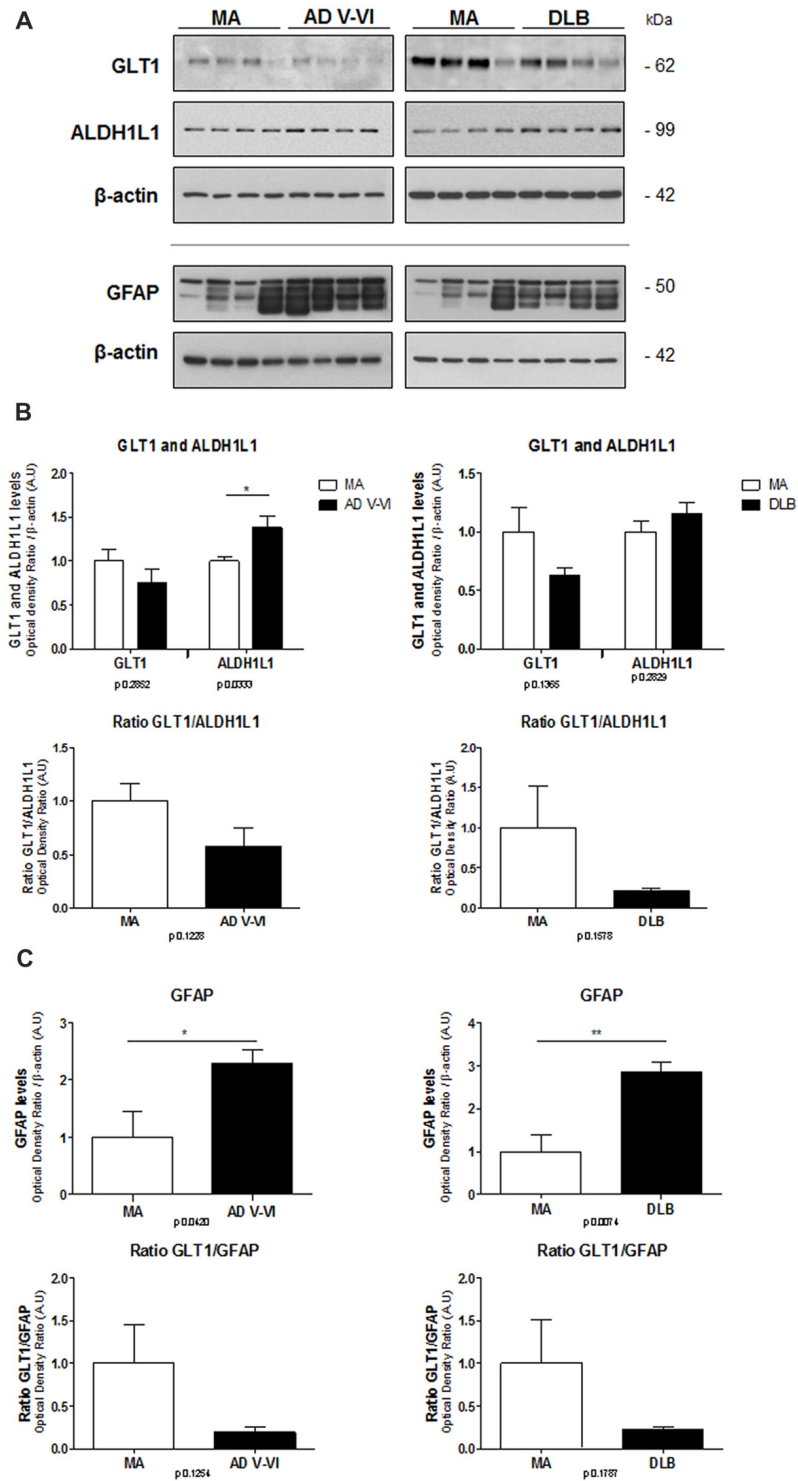 A
MA AD V-VI MA DLB kDa
GLT1 - 62
ALDH1L1 - 99
β-actin - 42
GFAP - 50
β-actin - 42
B
GLT1 and ALDH1L1
GLT1 and ALDH1L1 levels
Optical density Ratio / β-actin (A.U)
2.0
1.5
1.0
0.5
0.0
GLT1 ALDH1L1
p 0.2862 p 0.0333
*
MA
AD V-VI
GLT1 and ALDH1L1
GLT1 and ALDH1L1 levels
Optical density Ratio / β-actin (A.U)
1.5
1.0
0.5
0.0
GLT1 ALDH1L1
p 0.1365 p 0.2829
MA
DLB
Ratio GLT1/ALDH1L1
Ratio GLT1/ALDH1L1
Optical Density Ratio (A.U)
1.5
1.0
0.5
0.0
MA AD V-VI
p 0.1228
Ratio GLT1/ALDH1L1
Ratio GLT1/ALDH1L1
Optical Density Ratio (A.U)
2.0
1.5
1.0
0.5
0.0
MA DLB
p 0.1578
C
GFAP
GFAP levels
Optical Density Ratio / β-actin (A.U)
3
2
1
0
*
MA AD V-VI
p 0.0420
GFAP
GFAP levels
Optical Density Ratio / β-actin (A.U)
4
3
2
1
0
**
MA DLB
p 0.0074
Ratio GLT1/GFAP
Ratio GLT1/GFAP
Optical Density Ratio (A.U)
2.0
1.5
1.0
0.5
0.0
MA AD V-VI
p 0.1254
Ratio GLT1/GFAP
Ratio GLT1/GFAP
Optical Density Ratio (A.U)
2.0
1.5
1.0
0.5
0.0
MA DLB
p 0.1787